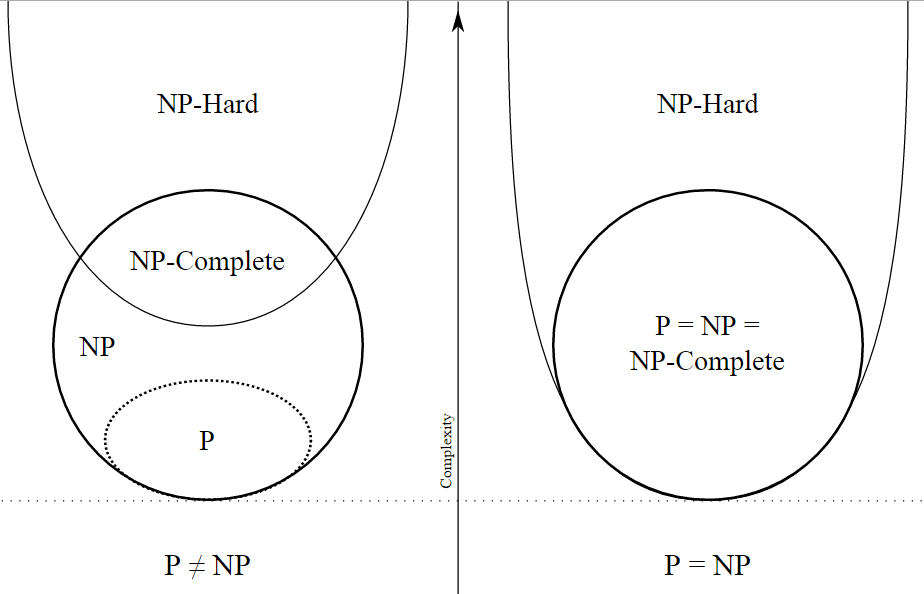 NP-Hard
NP-Complete
NP
P
P ≠ NP
Complexity
NP-Hard
P = NP =
NP-Complete
P = NP